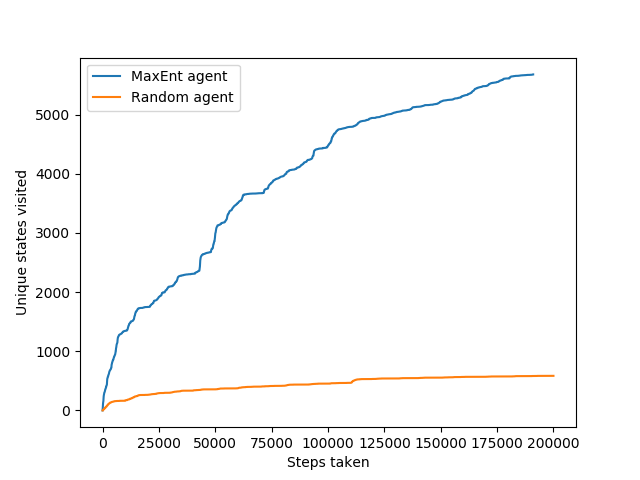 MaxEnt agent
Random agent
Unique states visited
5000
4000
3000
2000
1000
0
0 25000 50000 75000 100000 125000 150000 175000 200000
Steps taken